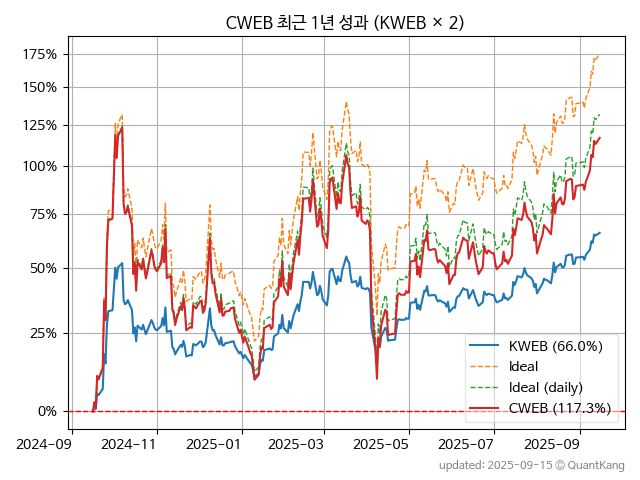 CWEB 최근 1년 성과 (KWEB × 2)
175%
150%
125%
100%
75%
50%
25%
0%
KWEB (66.0%)
Ideal
Ideal (daily)
CWEB (117.3%)
2024-09
2024-11
2025-01
2025-03
2025-05
2025-07
2025-09
updated: 2025-09-15 ⓒ QuantKang